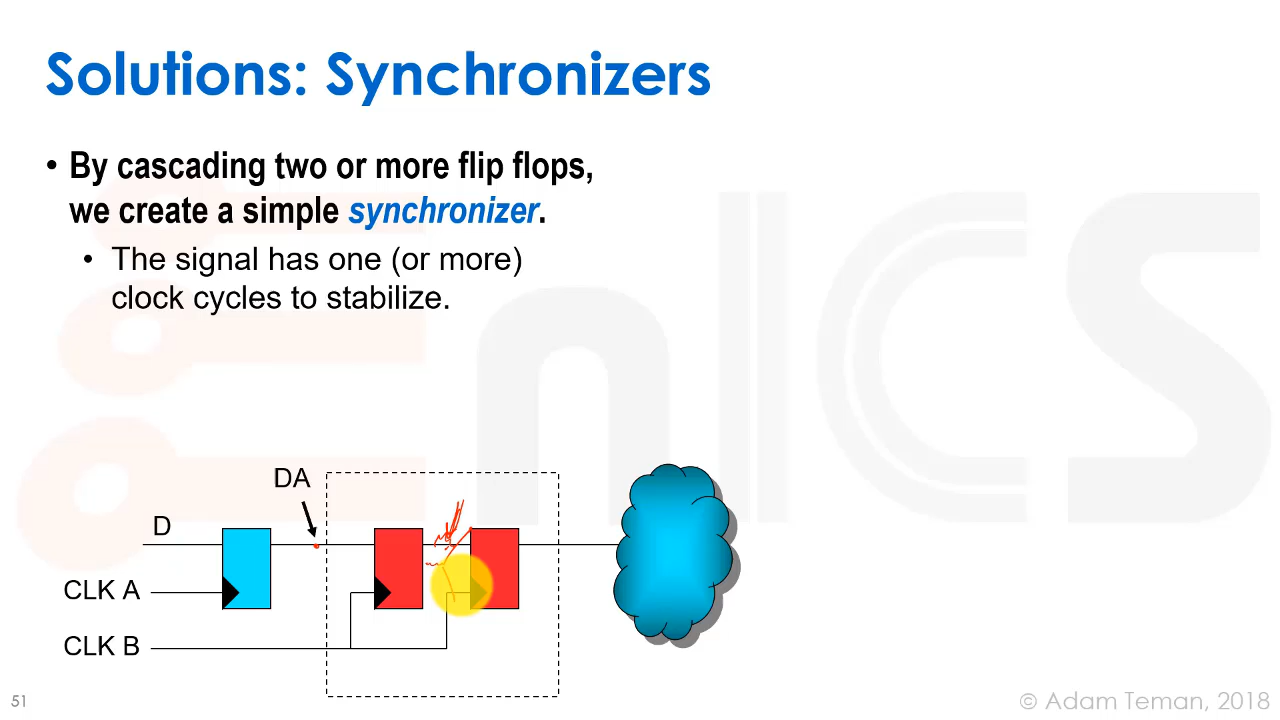 Solutions: Synchronizers
• By cascading two or more flip flops,
we create a simple synchronizer.
• The signal has one (or more)
clock cycles to stabilize.
DA
D
CLK A
CLK B
51
© Adam Teman, 2018
nICS